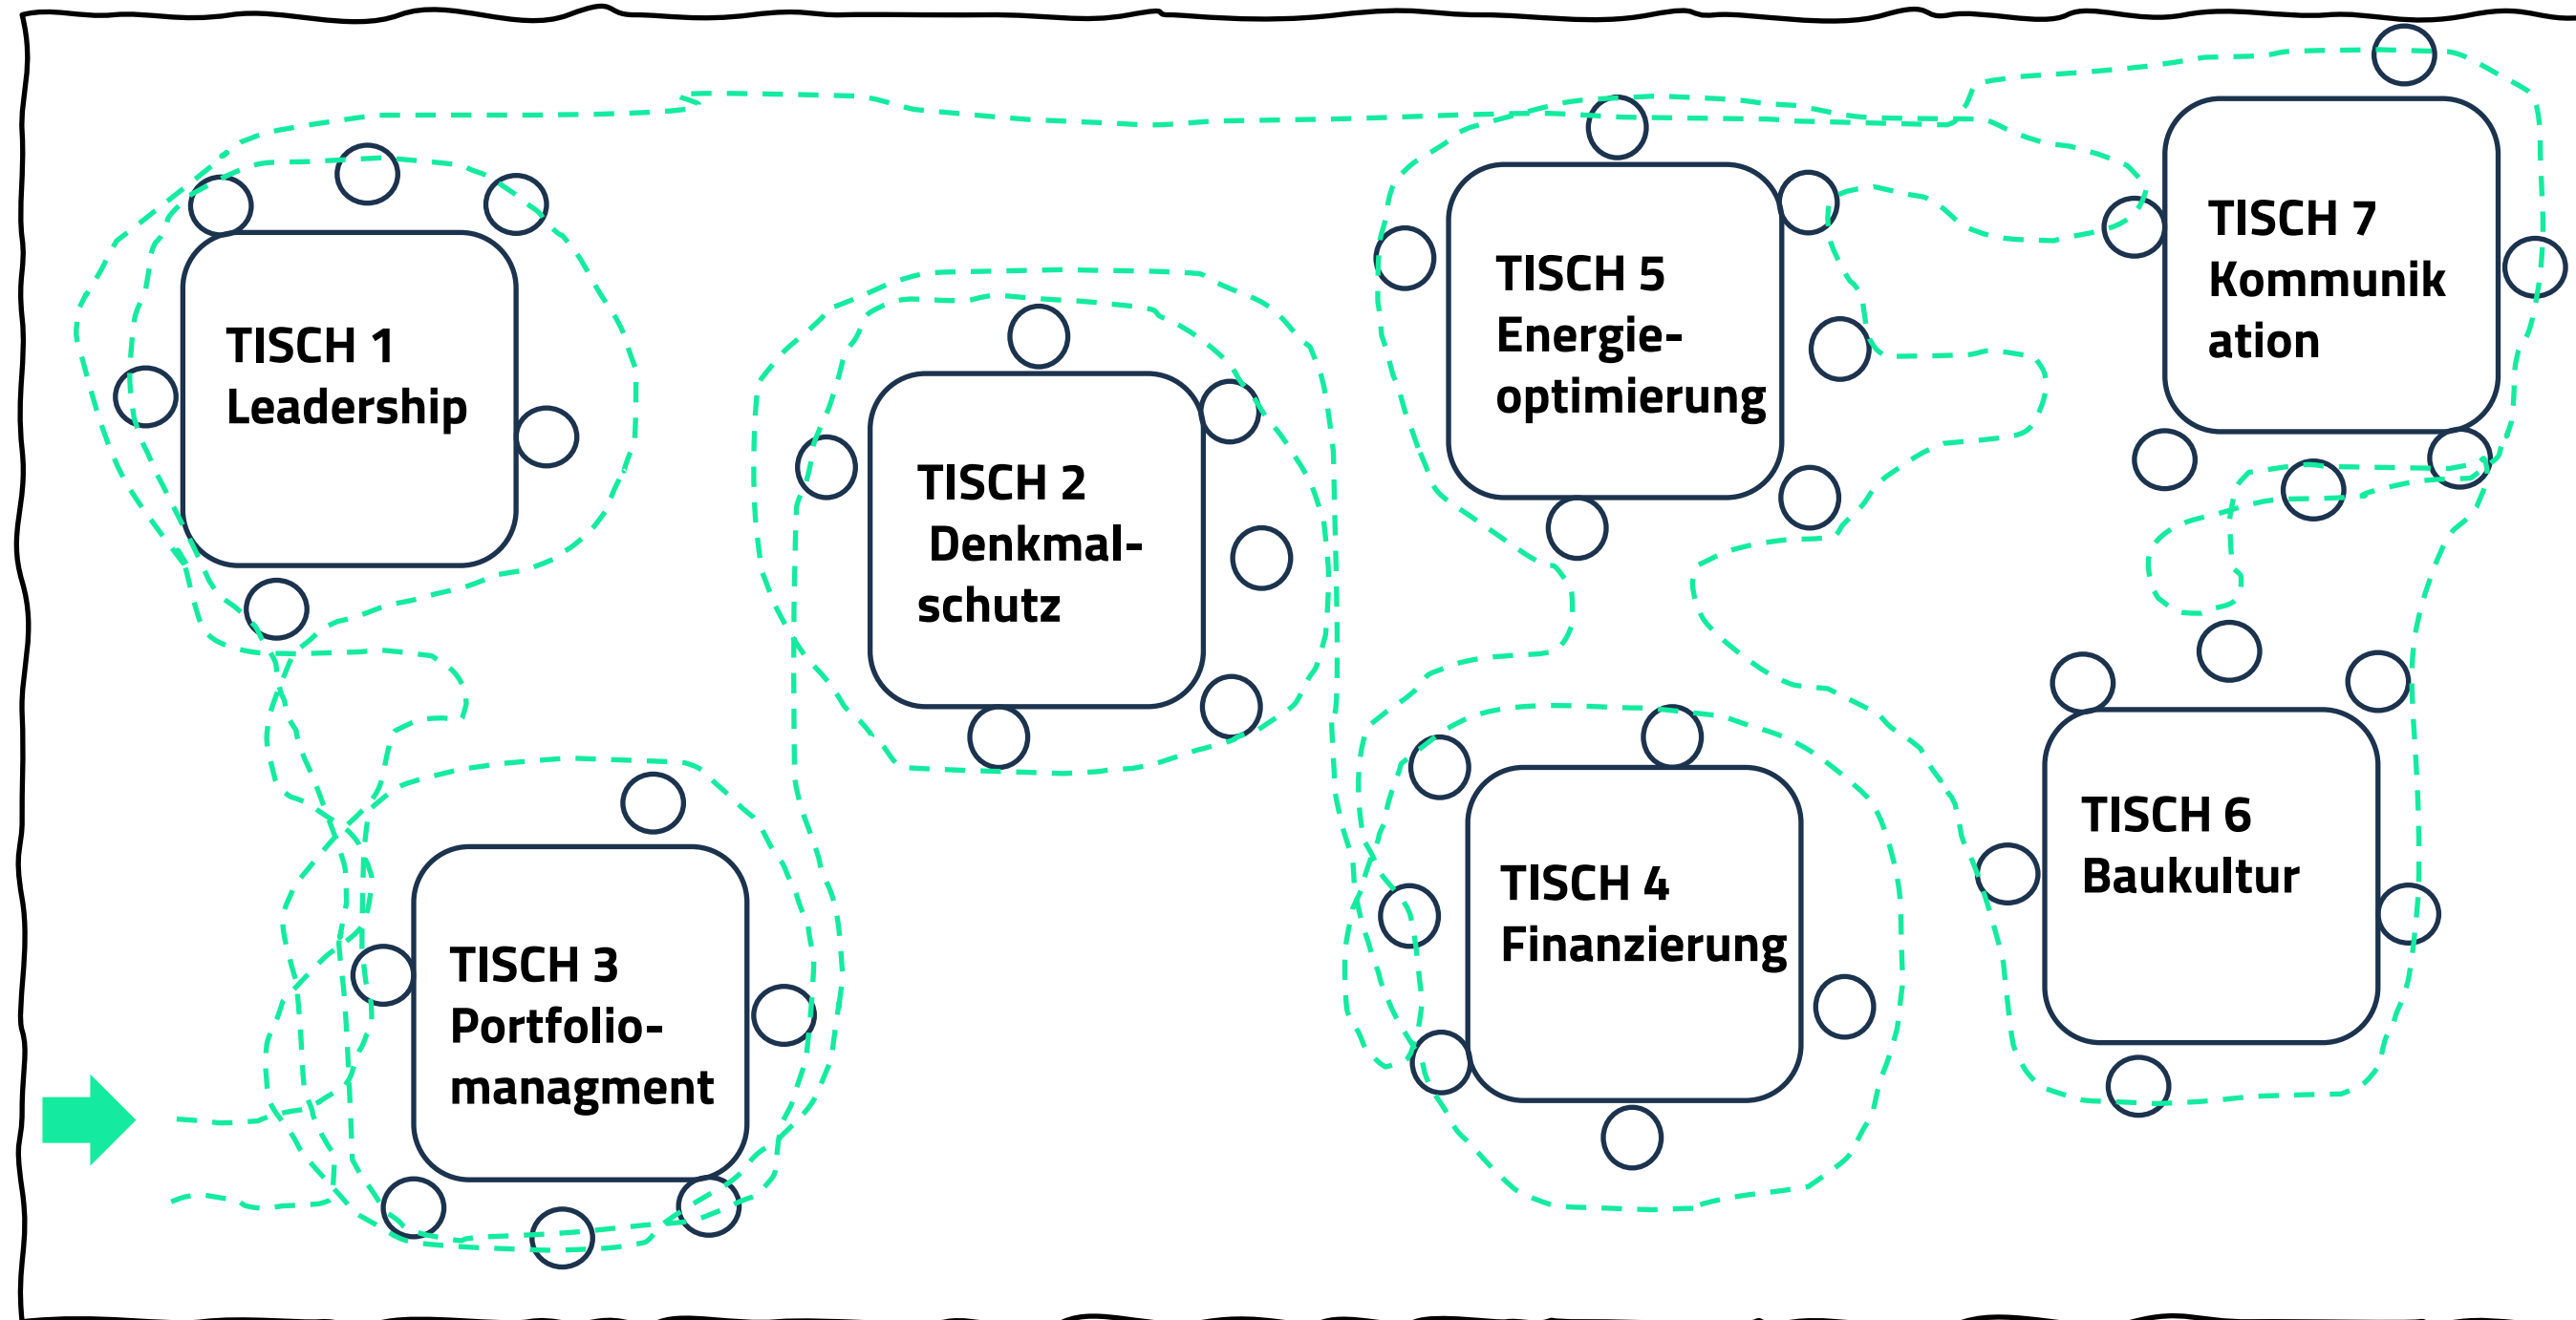 TISCH 1
Leadership
TISCH 2
Denkmal-
schutz
TISCH 3
Portfolio-
managment
TISCH 4
Finanzierung
TISCH 5
Energie-
optimierung
TISCH 6
Baukultur
TISCH 7
Kommunik
ation